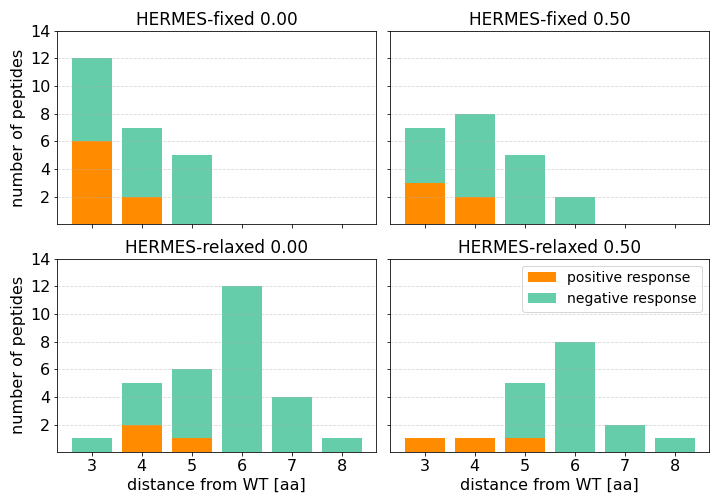 HERMES-fixed 0.00
HERMES-fixed 0.50
number of peptides
14
12
10
8
6
4
2
HERMES-relaxed 0.00
HERMES-relaxed 0.50
number of peptides
14
12
10
8
6
4
2
positive response
negative response
3 4 5 6 7 8
3 4 5 6 7 8
distance from WT [aa]
distance from WT [aa]